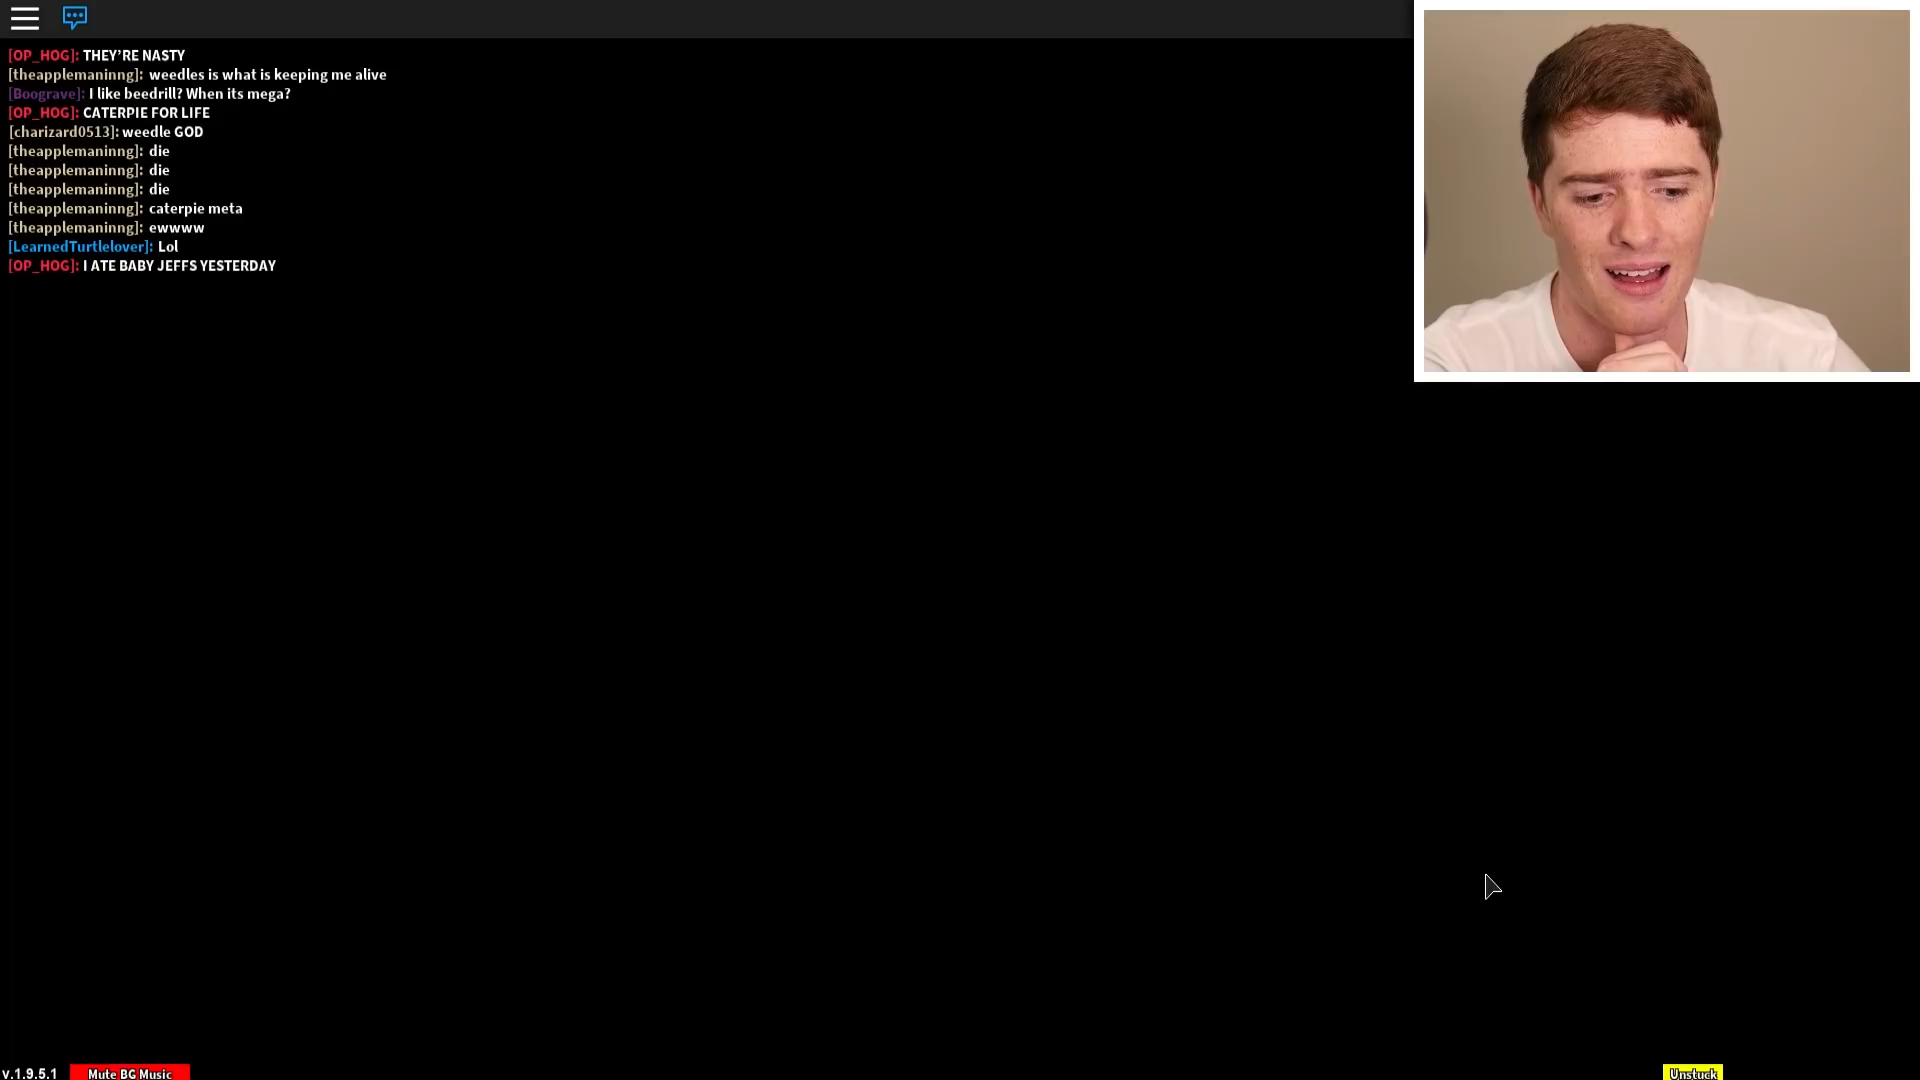 [OP_HOG]: THEY'RE NASTY
[theapplemaninng]: weedles is what is keeping me alive
[Boograve]: I like beedrill? When its mega?
[OP_HOG]: CATERPIE FOR LIFE
[charizard0513]: weedle GOD
[theapplemaninng]: die
[theapplemaninng]: die
[theapplemaninng]: die
[theapplemaninng]: caterpie meta
[theapplemaninng]: ewwww
[LearnedTurtlelover]: Lol
[OP_HOG]: I ATE BABY JEFFS YESTERDAY
v.1.9.5.1 Mute BG Music Unstuck